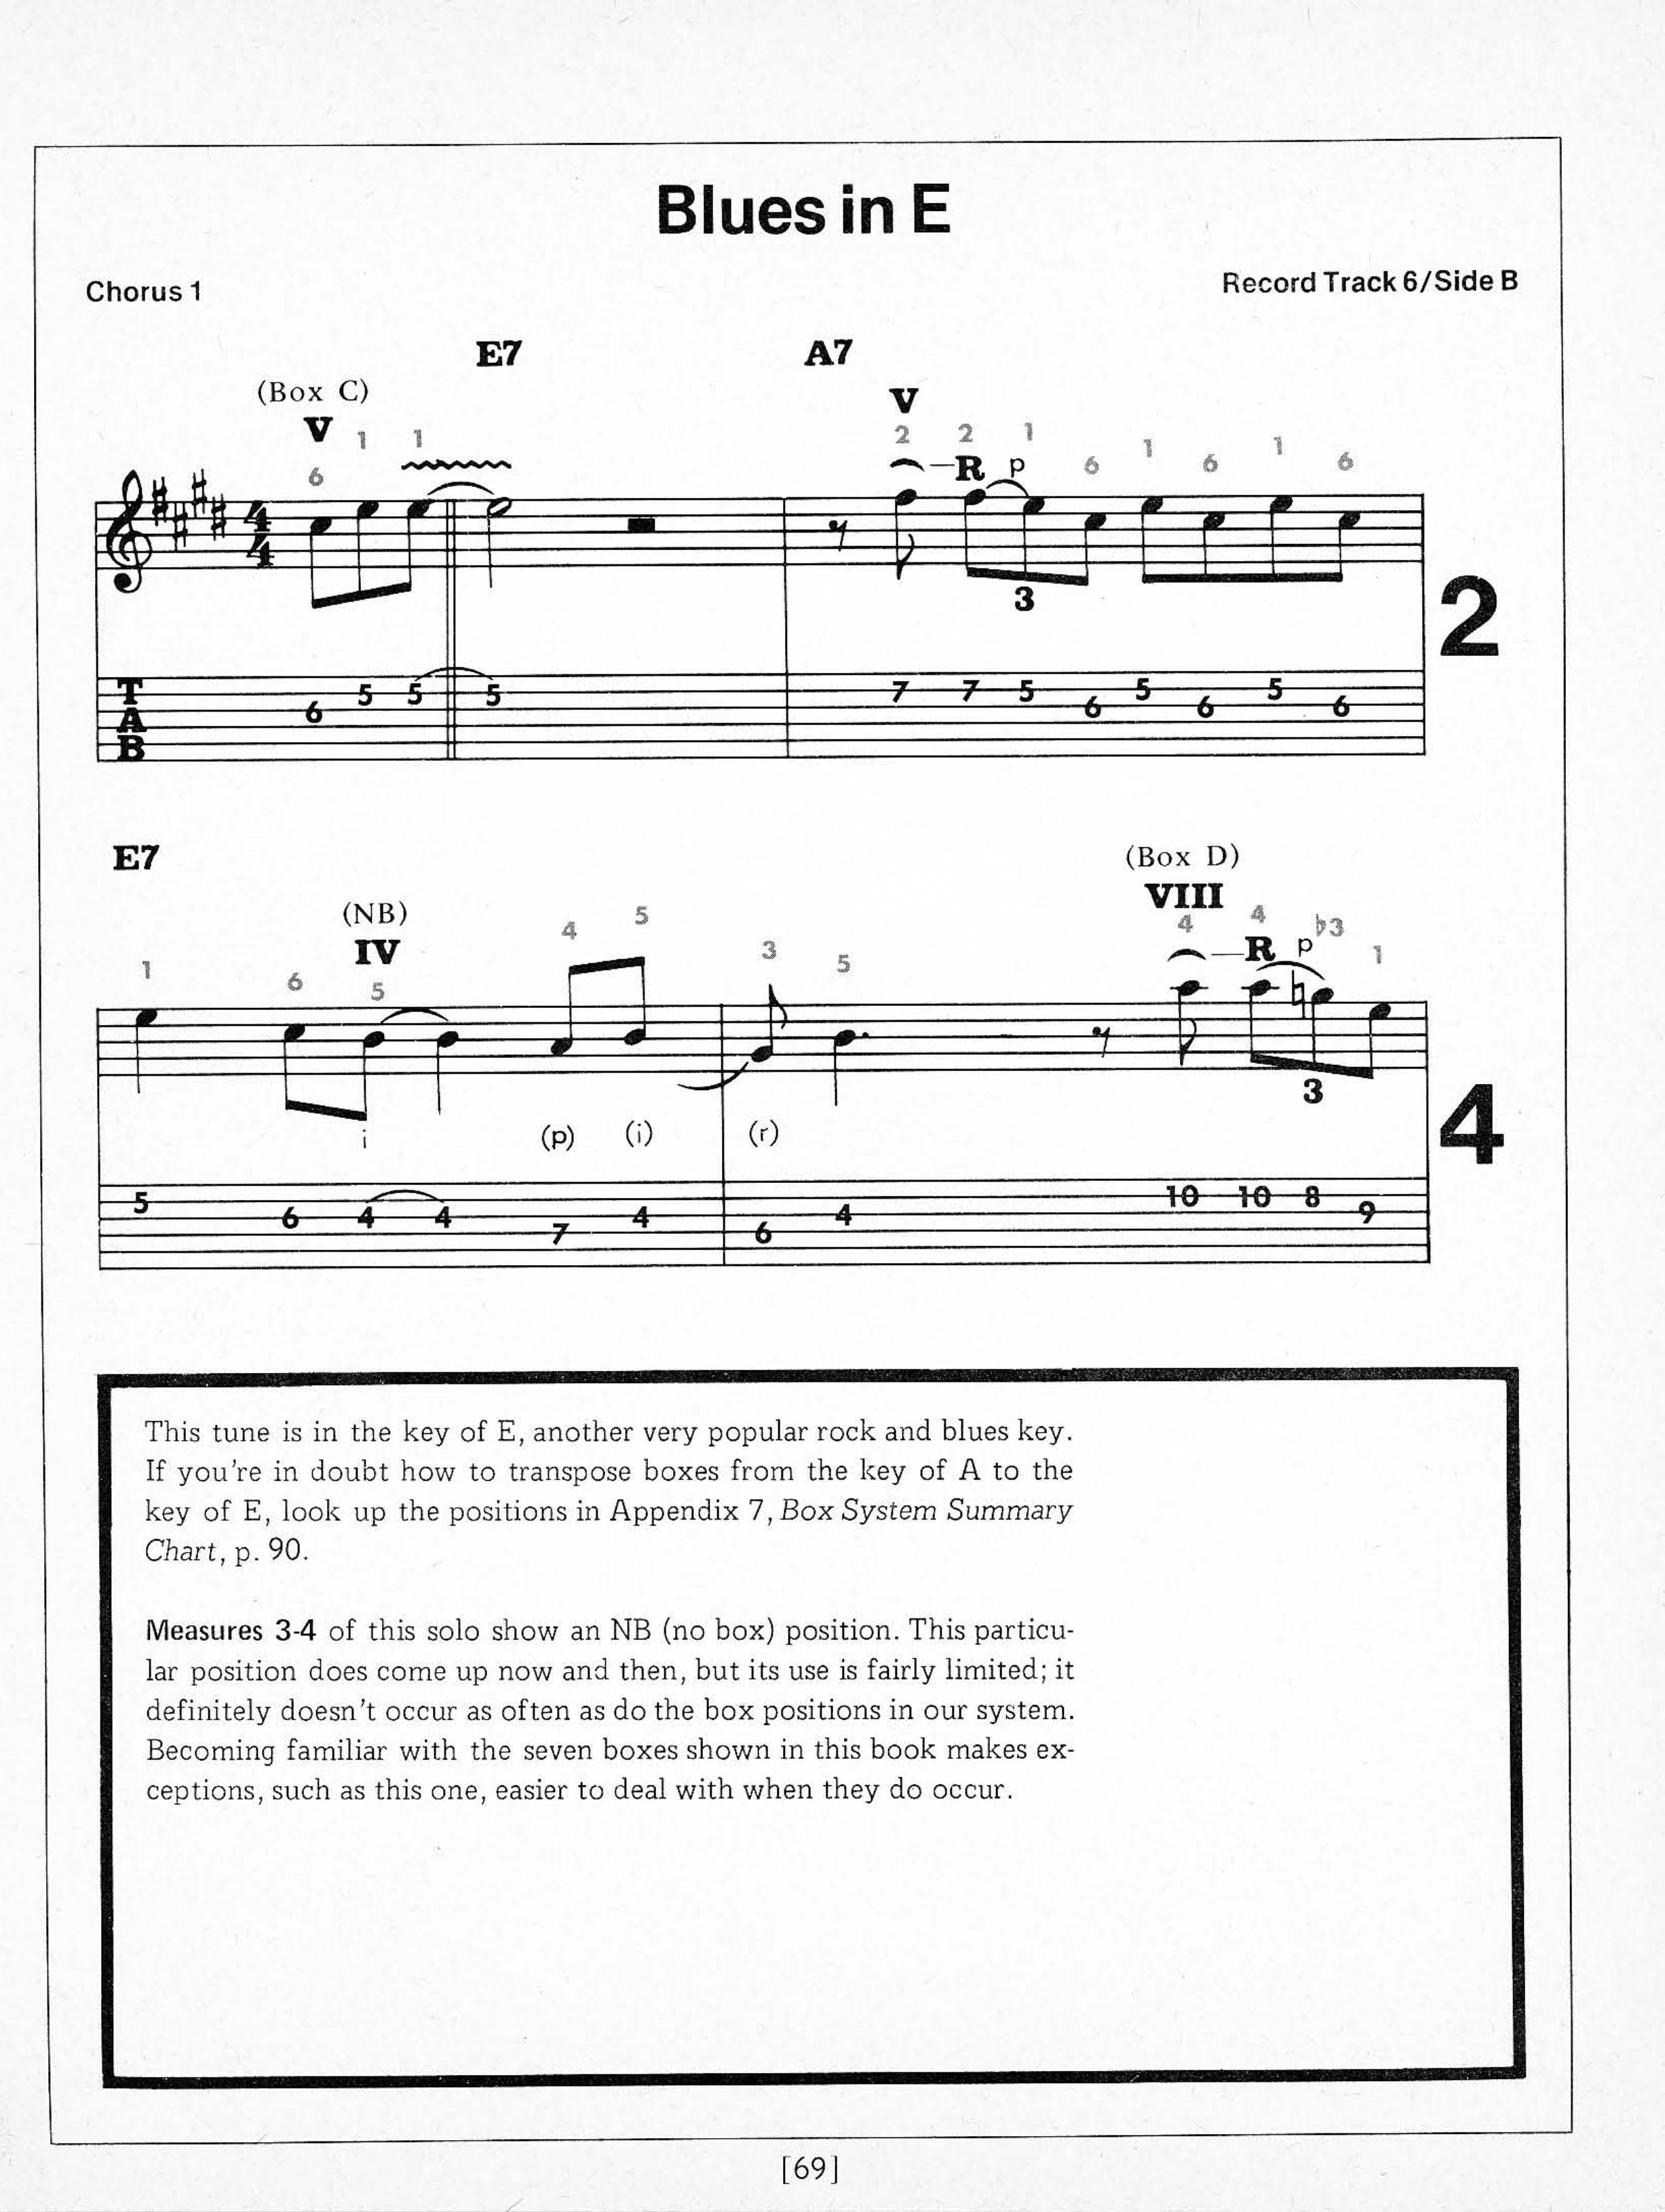 Blues in E
Chorus 1
Record Track 6/Side B
E7 A7
(Box C)
V V
6 1 1 2 2 1 6 1 6 1 6
R p
4
4
3
2
T
A
B
6 5 5 5 7 7 5 6 5 6 5 6
E7
(Box D)
(NB) VIII
IV
1 6 5 4 5 3 5 4 4 ♭3 1
R p
3
i (p) (i) (r)
4
5 6 4 4 7 4 6 4 10 10 8 9
This tune is in the key of E, another very popular rock and blues key.
If you're in doubt how to transpose boxes from the key of A to the
key of E, look up the positions in Appendix 7, Box System Summary
Chart, p. 90.
Measures 3-4 of this solo show an NB (no box) position. This particu-
lar position does come up now and then, but its use is fairly limited; it
definitely doesn't occur as often as do the box positions in our system.
Becoming familiar with the seven boxes shown in this book makes ex-
ceptions, such as this one, easier to deal with when they do occur.
[69]